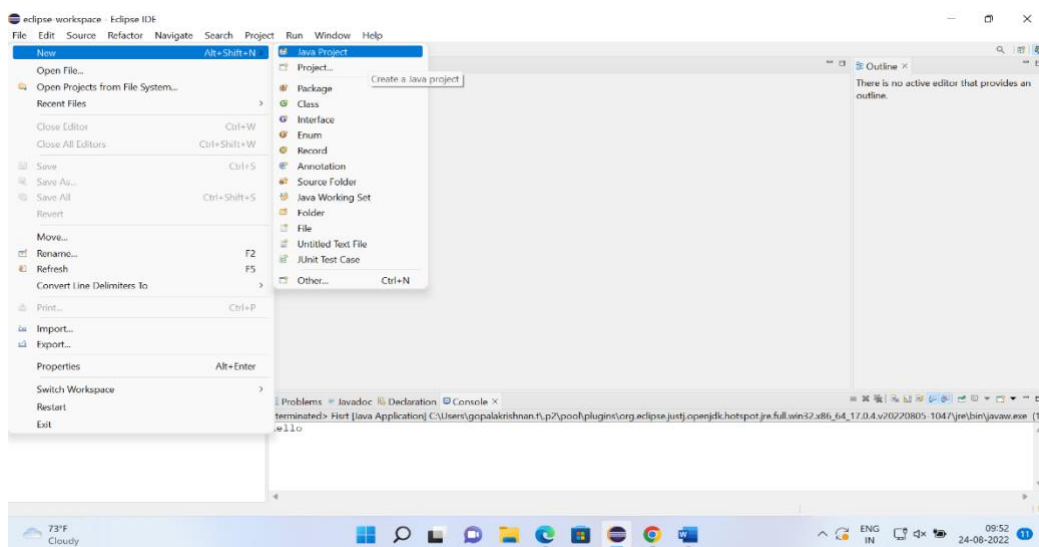 eclipse-workspace - Eclipse IDE
File Edit Source Refactor Navigate Search Project Run Window Help
New Alt+Shift+N >
Open File...
Open Projects from File System...
Recent Files >
Close Editor Ctrl+W
Close All Editors Ctrl+Shift+W
Save Ctrl+S
Save As...
Save All Ctrl+Shift+S
Revert
Move...
Rename... F2
Refresh F5
Convert Line Delimiters To >
Print... Ctrl+P
Import...
Export...
Properties Alt+Enter
Switch Workspace >
Restart
Exit
Java Project
Project...
Create a Java project
Package
Class
Interface
Enum
Record
Annotation
Source Folder
Java Working Set
Folder
File
Untitled Text File
JUnit Test Case
Other... Ctrl+N
Outline ×
There is no active editor that provides an
outline.
Problems Javadoc Declaration Console ×
terminated> Fisrt [Java Application] C:\Users\gopalakrishnan.t\.p2\pool\plugins\org.eclipse.justj.openjdk.hotspot.jre.full.win32.x86_64_17.0.4.v20220805-1047\jre\bin\javaw.exe (1
ello
73°F
Cloudy
ENG
IN
09:52
24-08-2022
11